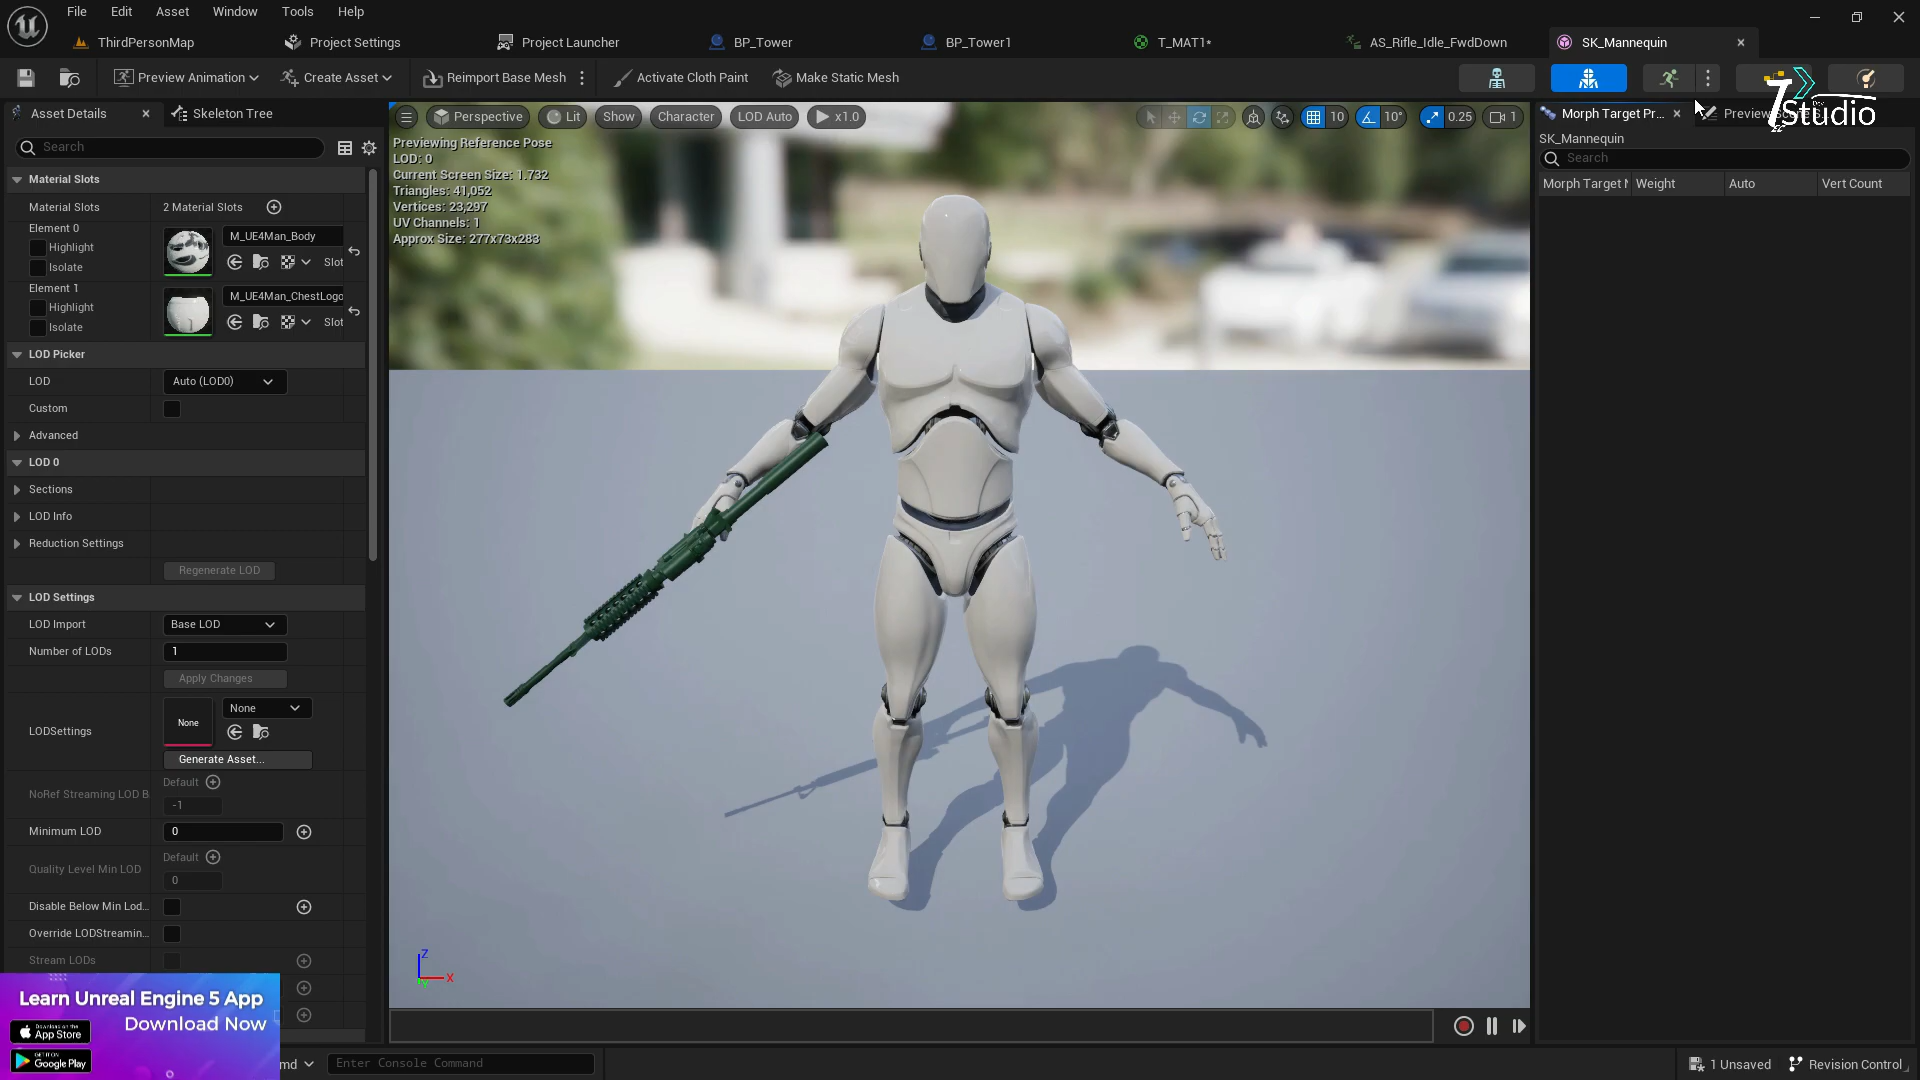 File Edit Asset Window Tools Help
ThirdPersonMap Project Settings Project Launcher BP_Tower BP_Tower1 T_MAT1* AS_Rifle_Idle_FwdDown SK_Mannequin
Preview Animation Create Asset Reimport Base Mesh Activate Cloth Paint Make Static Mesh
Asset Details Skeleton Tree
Search
Material Slots
Material Slots 2 Material Slots
Element 0
Highlight
Isolate
M_UE4Man_Body
Slot
Element 1
Highlight
Isolate
M_UE4Man_ChestLogo
Slot
LOD Picker
LOD Auto (LOD0)
Custom
Advanced
LOD 0
Sections
LOD Info
Reduction Settings
Regenerate LOD
LOD Settings
LOD Import Base LOD
Number of LODs 1
Apply Changes
LODSettings None None
Generate Asset...
NoRef Streaming LOD B Default
-1
Minimum LOD 0
Quality Level Min LOD Default
0
Disable Below Min Lod...
Override LODStreamin...
Stream LODs
Learn Unreal Engine 5 App
Download Now
Download on the
App Store
GET IT ON
Google Play
md Enter Console Command
Perspective Lit Show Character LOD Auto x1.0 10 10° 0.25 1
Previewing Reference Pose
LOD: 0
Current Screen Size: 1.732
Triangles: 41,052
Vertices: 23,297
UV Channels: 1
Approx Size: 277x73x283
Z
X
Y
Morph Target Pr... Preview
Studio
SK_Mannequin
Search
Morph Target N Weight Auto Vert Count
1 Unsaved Revision Control